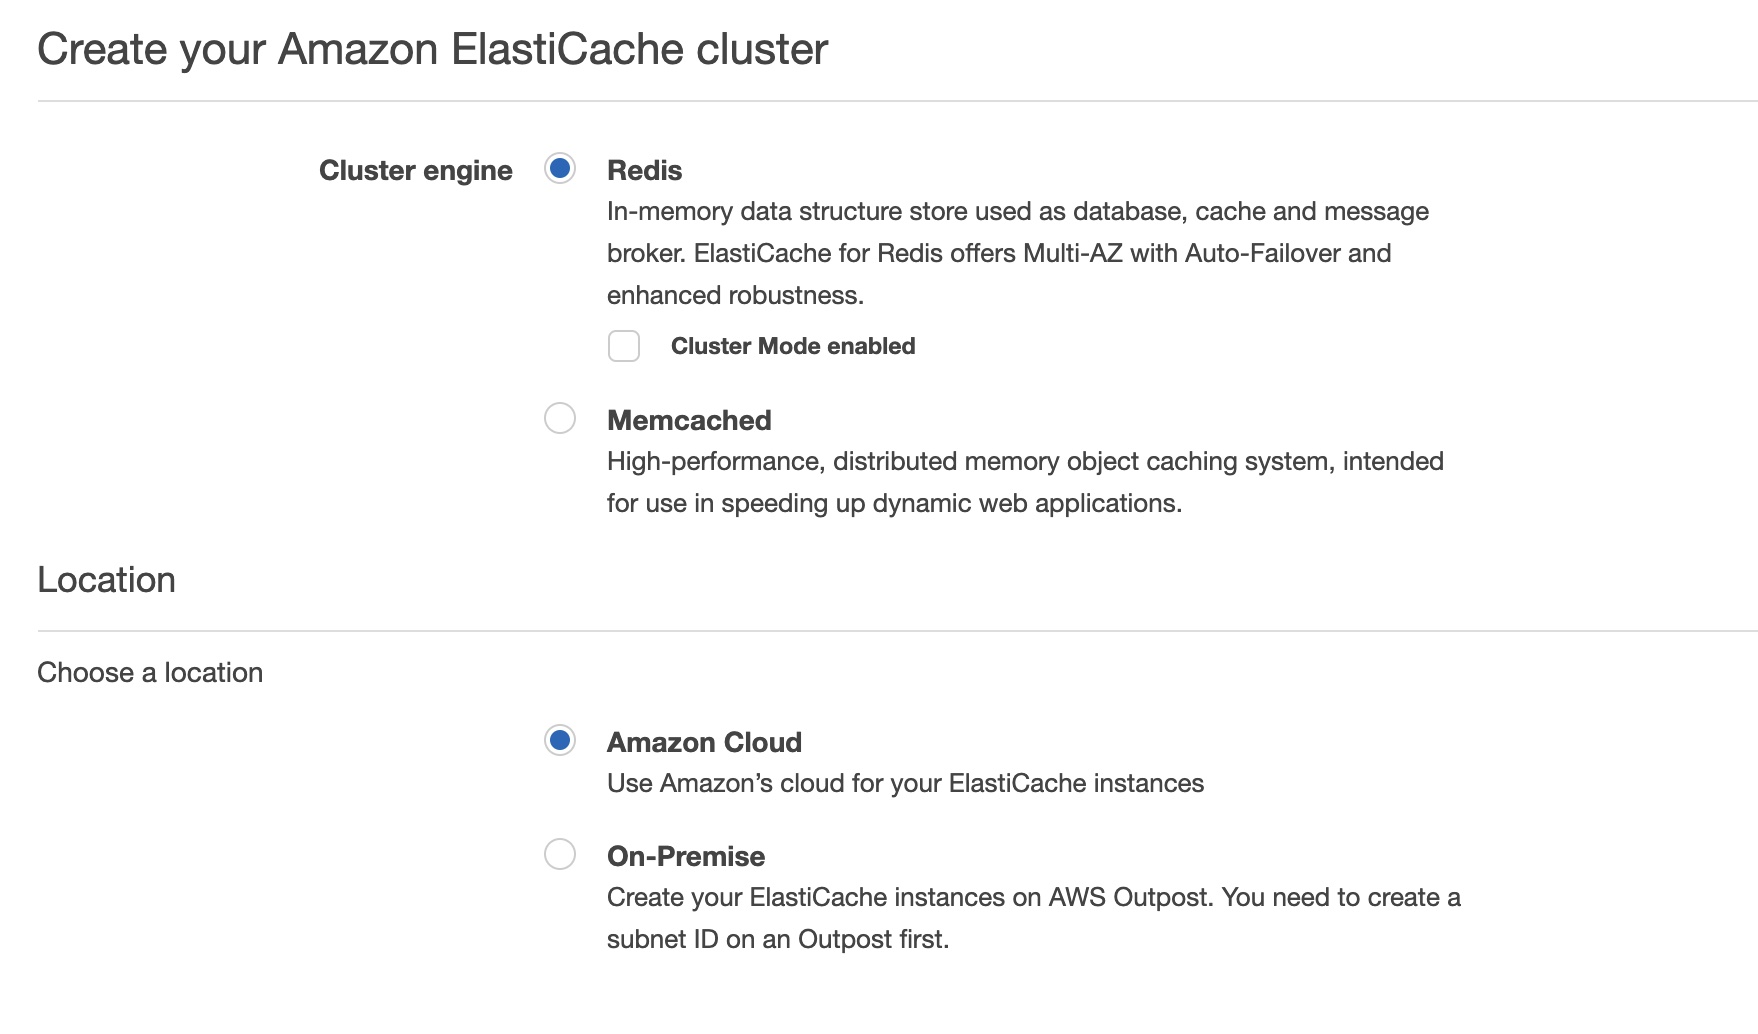 Create your Amazon ElastiCache cluster
Cluster engine
Redis
In-memory data structure store used as database, cache and message
broker. ElastiCache for Redis offers Multi-AZ with Auto-Failover and
enhanced robustness.
Cluster Mode enabled
Memcached
High-performance, distributed memory object caching system, intended
for use in speeding up dynamic web applications.
Location
Choose a location
Amazon Cloud
Use Amazon’s cloud for your ElastiCache instances
On-Premise
Create your ElastiCache instances on AWS Outpost. You need to create a
subnet ID on an Outpost first.